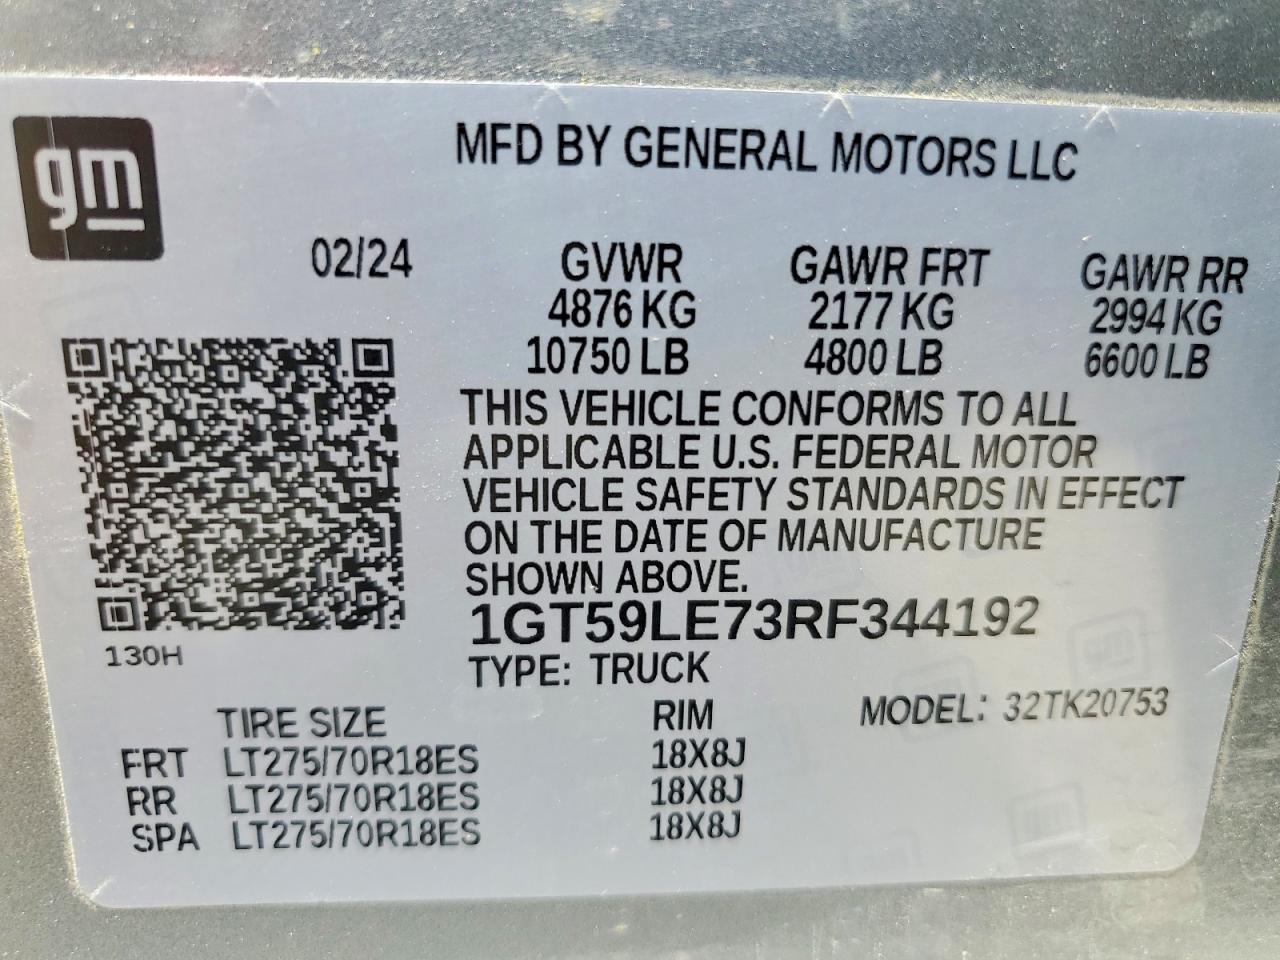 gm
MFD BY GENERAL MOTORS LLC
02/24 GVWR GAWR FRT GAWR RR
4876 KG 2177 KG 2994 KG
10750 LB 4800 LB 6600 LB
THIS VEHICLE CONFORMS TO ALL
APPLICABLE U.S. FEDERAL MOTOR
VEHICLE SAFETY STANDARDS IN EFFECT
ON THE DATE OF MANUFACTURE
SHOWN ABOVE.
1GT59LE73RF344192
130H
TYPE: TRUCK
TIRE SIZE RIM MODEL: 32TK20753
FRT LT275/70R18ES 18X8J
RR LT275/70R18ES 18X8J
SPA LT275/70R18ES 18X8J